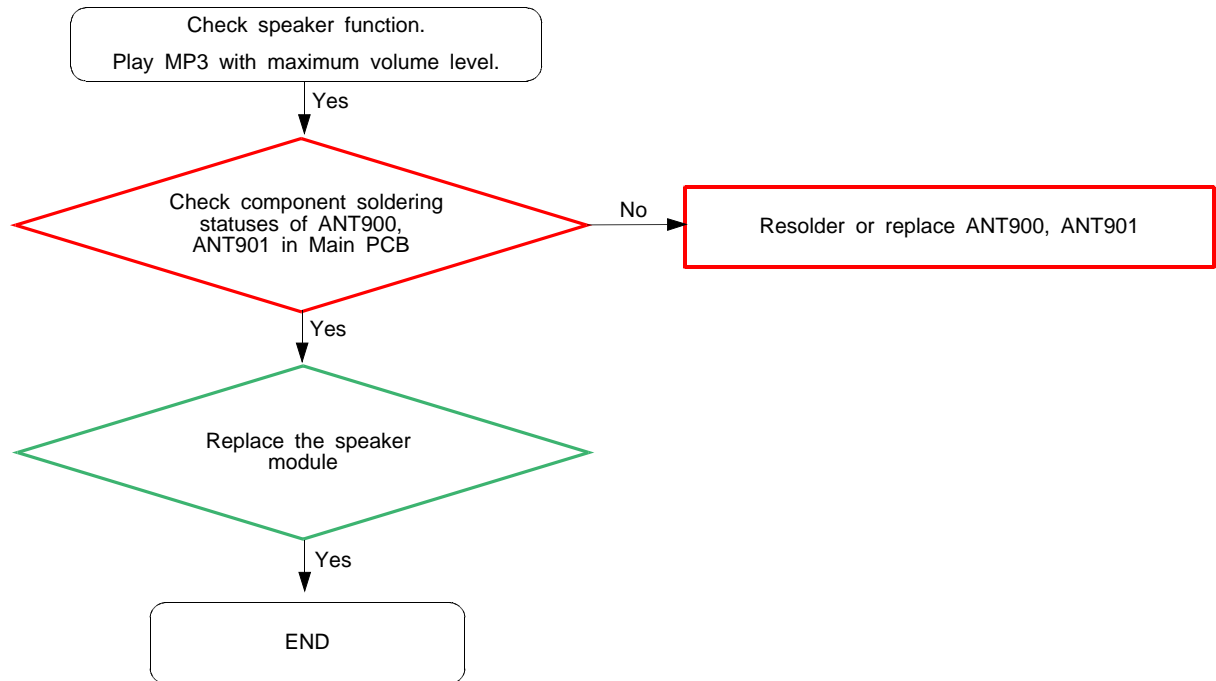 Check speaker function.
Play MP3 with maximum volume level.
Yes
Check component soldering
statuses of ANT900,
ANT901 in Main PCB
No
Resolder or replace ANT900, ANT901
Yes
Replace the speaker
module
Yes
END